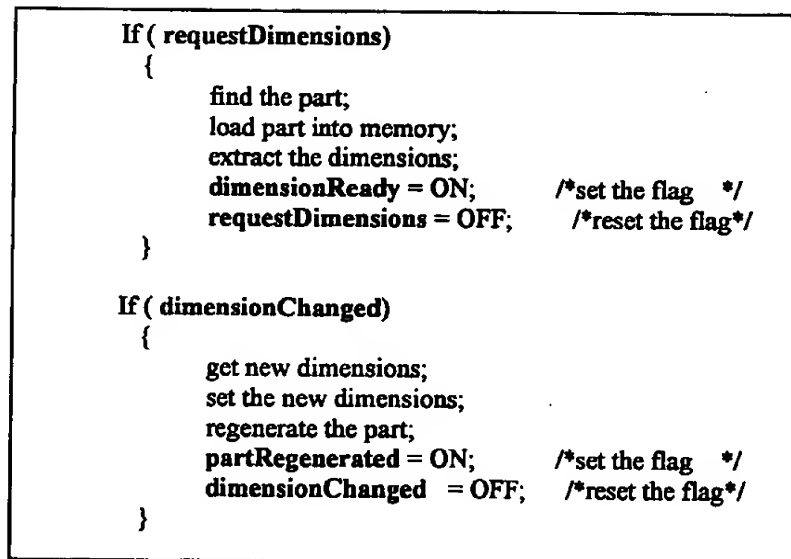 If ( requestDimensions)
{
find the part;
load part into memory;
extract the dimensions;
dimensionReady = ON; /*set the flag */
requestDimensions = OFF; /*reset the flag*/
}
If ( dimensionChanged)
{
get new dimensions;
set the new dimensions;
regenerate the part;
partRegenerated = ON; /*set the flag */
dimensionChanged = OFF; /*reset the flag*/
}